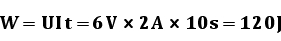 W = UIt = 6 V × 2 A × 10s = 120J